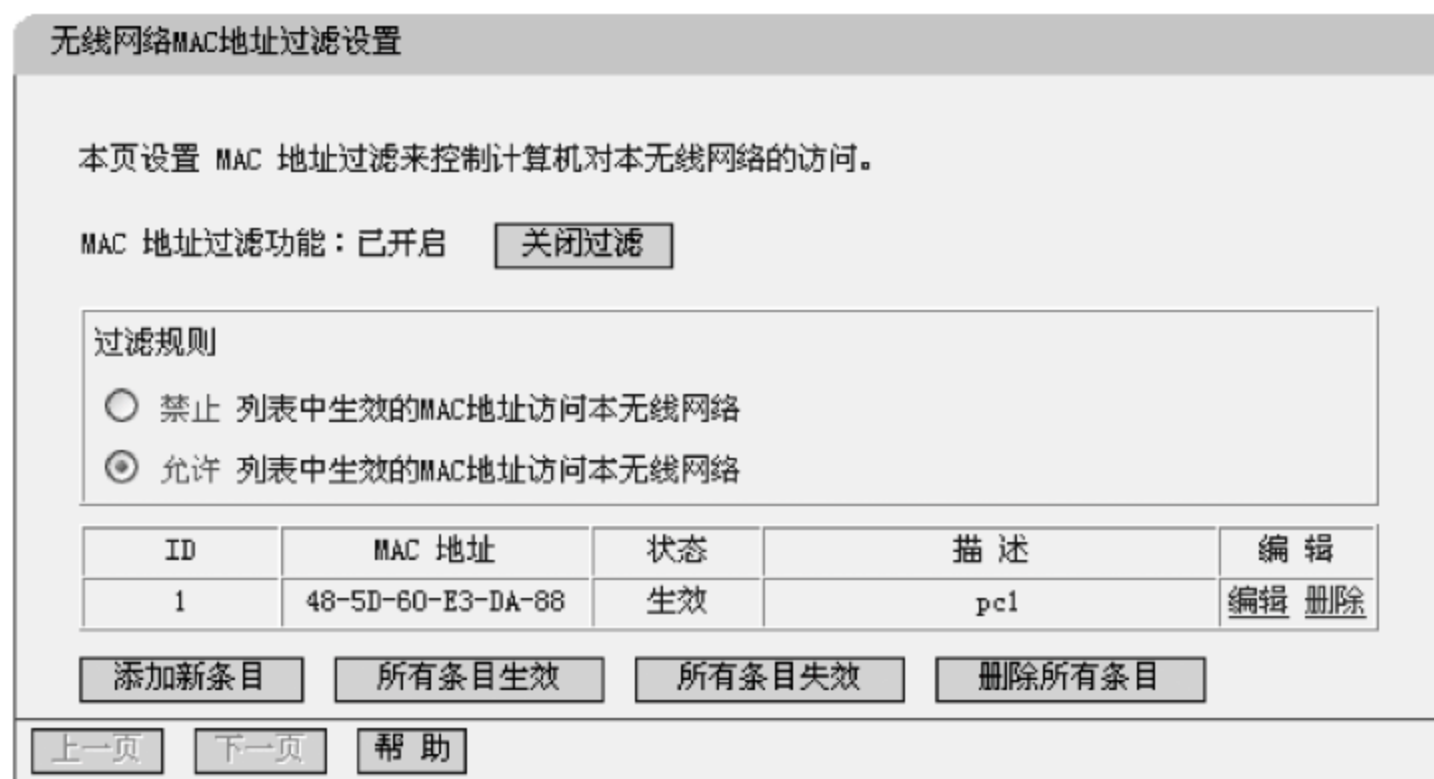 无线网络MAC地址过滤设置
本页设置 MAC 地址过滤来控制计算机对本无线网络的访问。
MAC 地址过滤功能：已开启 关闭过滤
过滤规则
禁止 列表中生效的MAC地址访问本无线网络
允许 列表中生效的MAC地址访问本无线网络
ID MAC 地址 状态 描 述 编 辑
1 48-5D-60-E3-DA-88 生效 pc1 编辑 删除
添加新条目 所有条目生效 所有条目失效 删除所有条目
上一页 下一页 帮 助